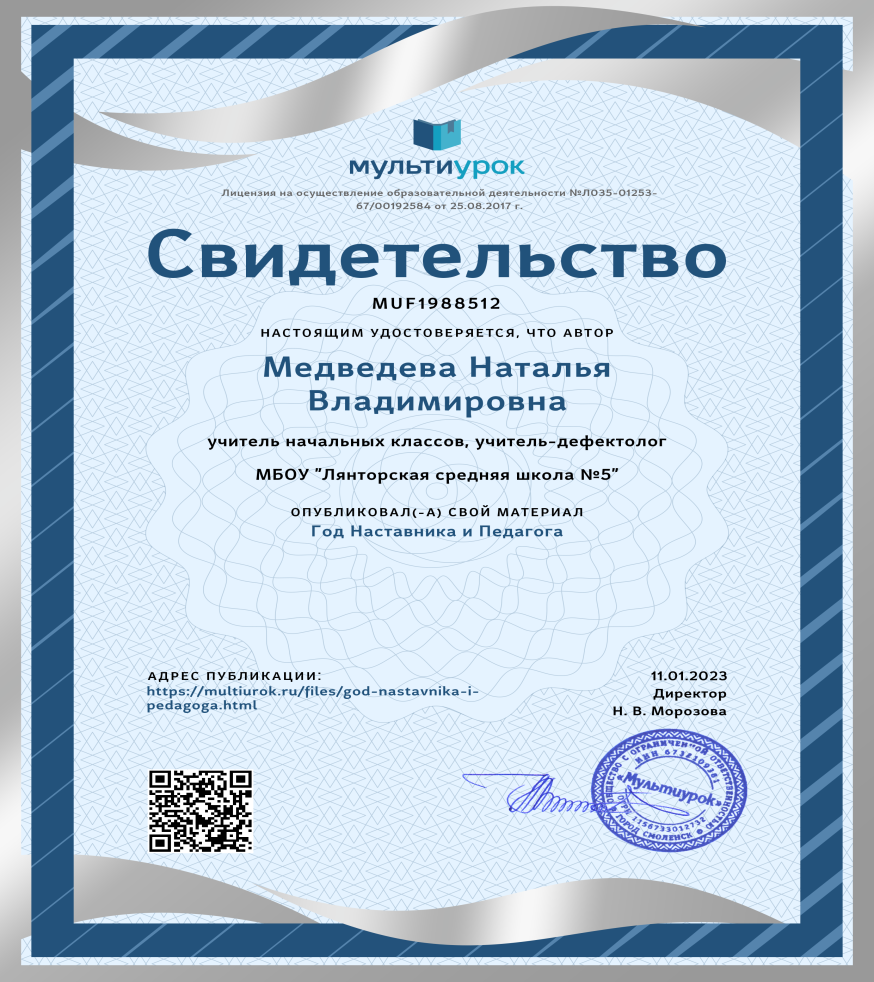 мультиурок
Лицензия на осуществление образовательной деятельности №Л035-01253-
67/00192584 от 25.08.2017 г.
Свидетельство
MUF1988512
НАСТОЯЩИМ УДОСТОВЕРЯЕТСЯ, ЧТО АВТОР
Медведева Наталья
Владимировна
учитель начальных классов, учитель-дефектолог
МБОУ "Лянторская средняя школа №5"
ОПУБЛИКОВАЛ(-А) СВОЙ МАТЕРИАЛ
Год Наставника и Педагога
АДРЕС ПУБЛИКАЦИИ:
https://multiurok.ru/files/god-nastavnika-i-
pedagoga.html
11.01.2023
Директор
Н. В. Морозова
ОБЩЕСТВО С ОГРАНИЧЕННОЙ ОТВЕТСТВЕННОСТЬЮ
ИНН 6732109381
«Мультиурок»
ОГРН 1156733012732
ГОРОД СМОЛЕНСК